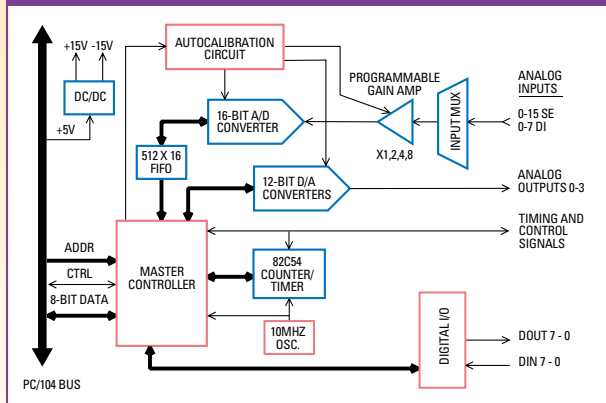 +15V -15V
AUTOCALIBRATION
CIRCUIT
PROGRAMMABLE
GAIN AMP
ANALOG
INPUTS
DC/DC
16-BIT A/D
CONVERTER
INPUT MUX
0-15 SE
0-7 DI
+5V
X1,2,4,8
512 X 16
FIFO
12-BIT D/A
CONVERTERS
ANALOG
OUTPUTS 0-3
TIMING AND
CONTROL
SIGNALS
ADDR
CTRL
8-BIT DATA
MASTER
CONTROLLER
82C54
COUNTER/
TIMER
10MHZ
OSC.
DIGITAL I/O
DOUT 7 - 0
DIN 7 - 0
PC/104 BUS